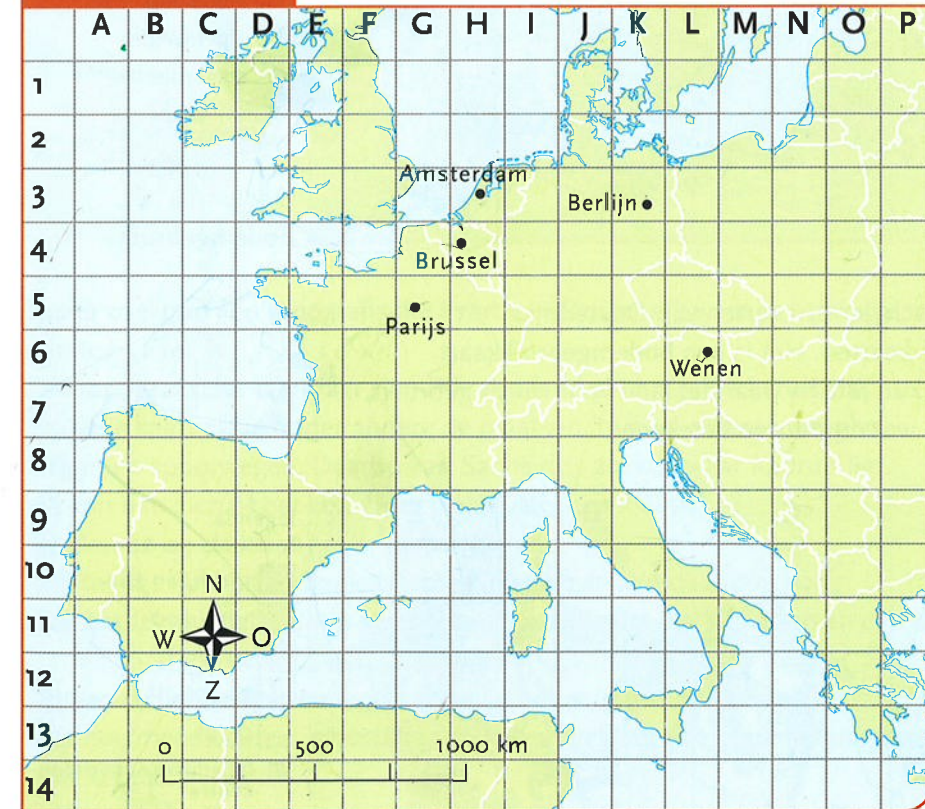 A B C D E F G H I J K L M N O P
1
2
Amsterdam
3
Berlijn
4
Brussel
5
Parijs
6
Wenen
7
8
9
10
N
11
W O
12
Z
13
0 500 1000 km
14